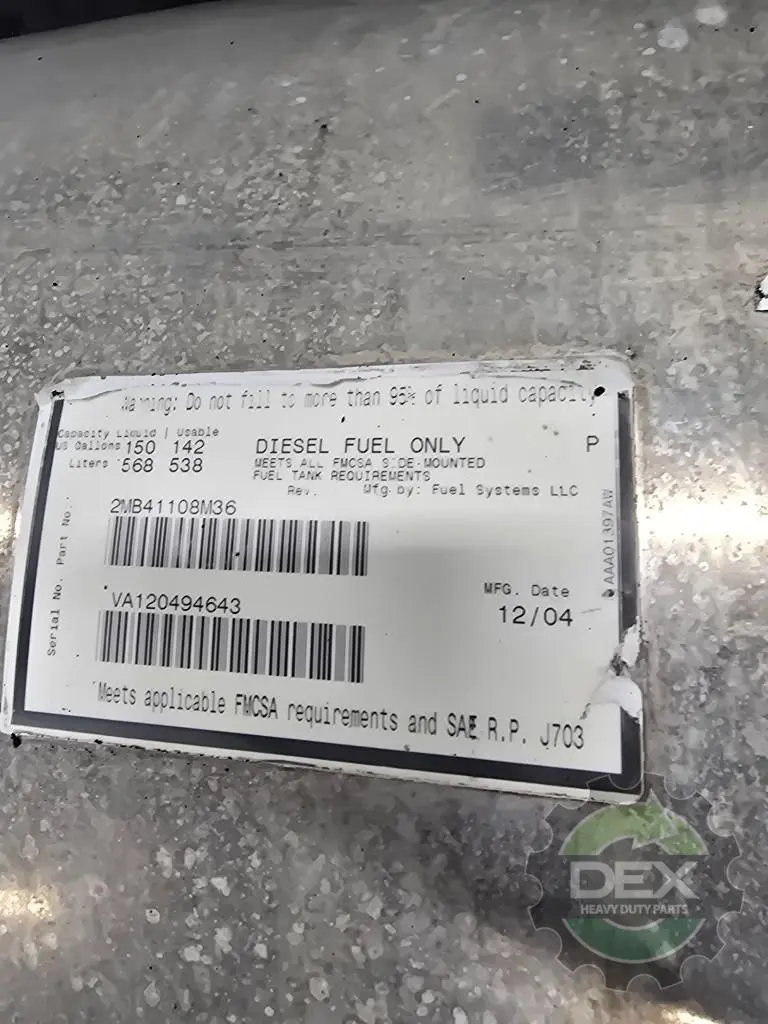 Warning: Do not fill to more than 95% of liquid capacity
Capacity Liquid | Usable
US Gallons 150 142
Liters 568 538
DIESEL FUEL ONLY
P
MEETS ALL FMCSA SIDE-MOUNTED
FUEL TANK REQUIREMENTS
Rev. Mfg by: Fuel Systems LLC
Part No.
2MB41108M36
Serial No.
VA120494643
MFG. Date
12/04
AAA01397AW
Meets applicable FMCSA requirements and SAE R.P. J703
DEX
HEAVY DUTY PARTS